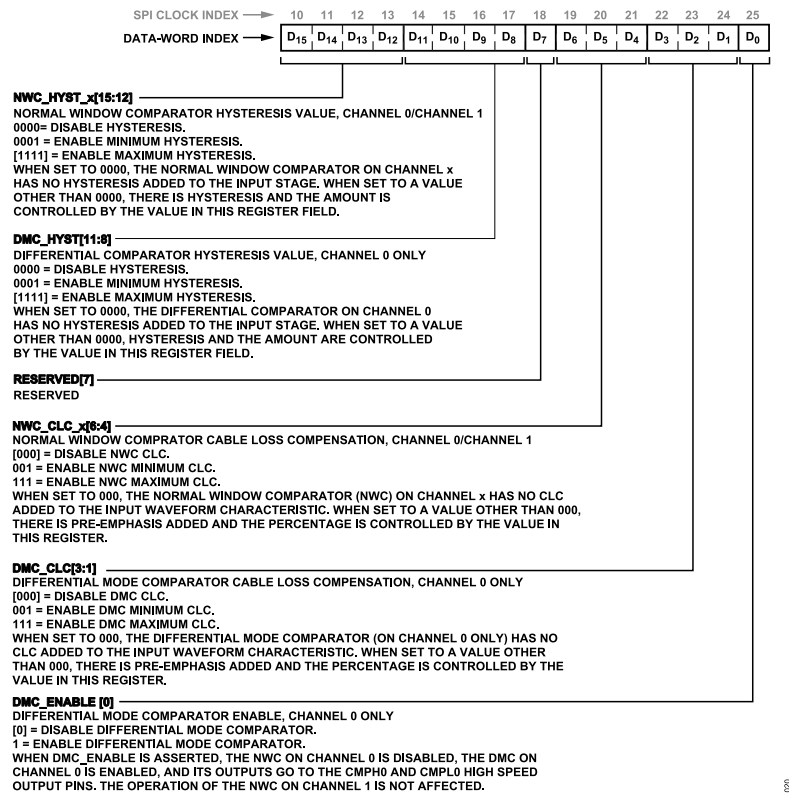 SPI CLOCK INDEX 10 11 12 13 14 15 16 17 18 19 20 21 22 23 24 25
DATA-WORD INDEX D15 D14 D13 D12 D11 D10 D9 D8 D7 D6 D5 D4 D3 D2 D1 D0
NWC_HYST_x[15:12]
NORMAL WINDOW COMPARATOR HYSTERESIS VALUE, CHANNEL 0/CHANNEL 1
0000= DISABLE HYSTERESIS.
0001 = ENABLE MINIMUM HYSTERESIS.
[1111] = ENABLE MAXIMUM HYSTERESIS.
WHEN SET TO 0000, THE NORMAL WINDOW COMPARATOR ON CHANNEL x
HAS NO HYSTERESIS ADDED TO THE INPUT STAGE. WHEN SET TO A VALUE
OTHER THAN 0000, THERE IS HYSTERESIS AND THE AMOUNT IS
CONTROLLED BY THE VALUE IN THIS REGISTER FIELD.
DMC_HYST[11:8]
DIFFERENTIAL COMPARATOR HYSTERESIS VALUE, CHANNEL 0 ONLY
0000 = DISABLE HYSTERESIS.
0001 = ENABLE MINIMUM HYSTERESIS.
[1111] = ENABLE MAXIMUM HYSTERESIS.
WHEN SET TO 0000, THE DIFFERENTIAL COMPARATOR ON CHANNEL 0
HAS NO HYSTERESIS ADDED TO THE INPUT STAGE. WHEN SET TO A VALUE
OTHER THAN 0000, HYSTERESIS AND THE AMOUNT ARE CONTROLLED
BY THE VALUE IN THIS REGISTER FIELD.
RESERVED[7]
RESERVED
NWC_CLC_x[6:4]
NORMAL WINDOW COMPRATOR CABLE LOSS COMPENSATION, CHANNEL 0/CHANNEL 1
[000] = DISABLE NWC CLC.
001 = ENABLE NWC MINIMUM CLC.
111 = ENABLE NWC MAXIMUM CLC.
WHEN SET TO 000, THE NORMAL WINDOW COMPARATOR (NWC) ON CHANNEL x HAS NO CLC
ADDED TO THE INPUT WAVEFORM CHARACTERISTIC. WHEN SET TO A VALUE OTHER THAN 000,
THERE IS PRE-EMPHASIS ADDED AND THE PERCENTAGE IS CONTROLLED BY THE VALUE IN
THIS REGISTER.
DMC_CLC[3:1]
DIFFERENTIAL MODE COMPARATOR CABLE LOSS COMPENSATION, CHANNEL 0 ONLY
[000] = DISABLE DMC CLC.
001 = ENABLE DMC MINIMUM CLC.
111 = ENABLE DMC MAXIMUM CLC.
WHEN SET TO 000, THE DIFFERENTIAL MODE COMPARATOR (ON CHANNEL 0 ONLY) HAS NO
CLC ADDED TO THE INPUT WAVEFORM CHARACTERISTIC. WHEN SET TO A VALUE OTHER
THAN 000, THERE IS PRE-EMPHASIS ADDED AND THE PERCENTAGE IS CONTROLLED BY THE
VALUE IN THIS REGISTER.
DMC_ENABLE [0]
DIFFERENTIAL MODE COMPARATOR ENABLE, CHANNEL 0 ONLY
[0] = DISABLE DIFFERENTIAL MODE COMPARATOR.
1 = ENABLE DIFFERENTIAL MODE COMPARATOR.
WHEN DMC_ENABLE IS ASSERTED, THE NWC ON CHANNEL 0 IS DISABLED, THE DMC ON
CHANNEL 0 IS ENABLED, AND ITS OUTPUTS GO TO THE CMPH0 AND CMPL0 HIGH SPEED
OUTPUT PINS. THE OPERATION OF THE NWC ON CHANNEL 1 IS NOT AFFECTED.
020